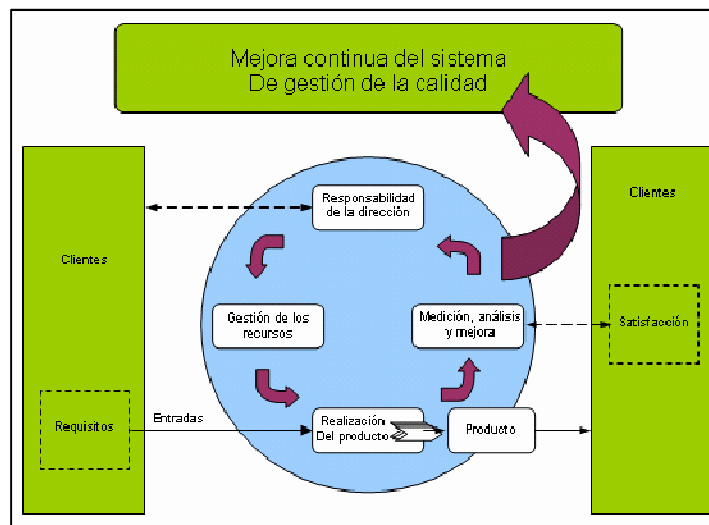 Mejora continua del sistema
De gestión de la calidad
Clientes
Requisitos
Entradas
Responsabilidad
de la dirección
Gestión de los
recursos
Medición, análisis
y mejora
Realización
Del producto
Producto
Clientes
Satisfacción